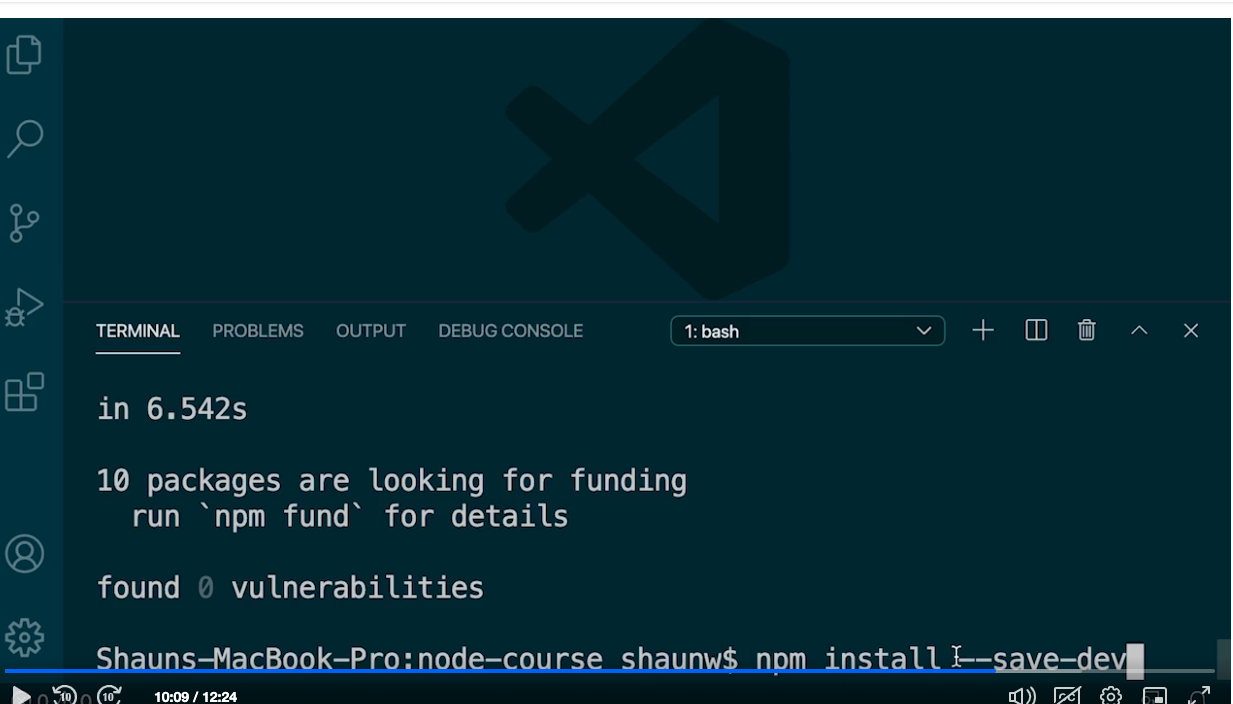 TERMINAL PROBLEMS OUTPUT DEBUG CONSOLE 1: bash
in 6.542s
10 packages are looking for funding
run `npm fund` for details
found 0 vulnerabilities
Shauns-MacBook-Pro:node-course shaunw$ npm install --save-dev
10 10 10:09 / 12:24